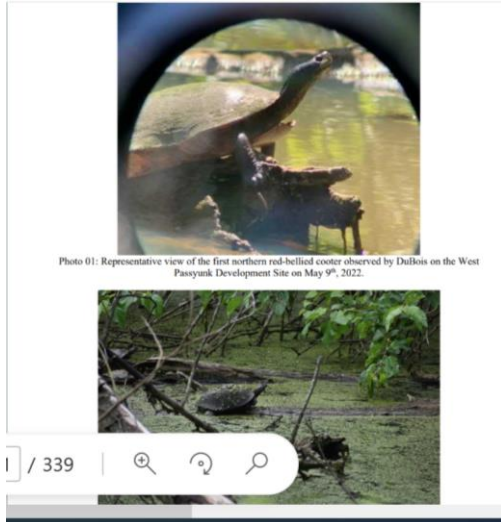 Photo 01: Representative view of the first northern red-bellied cooter observed by DuBois on the West
Passyunk Development Site on May 9th, 2022.
/ 339